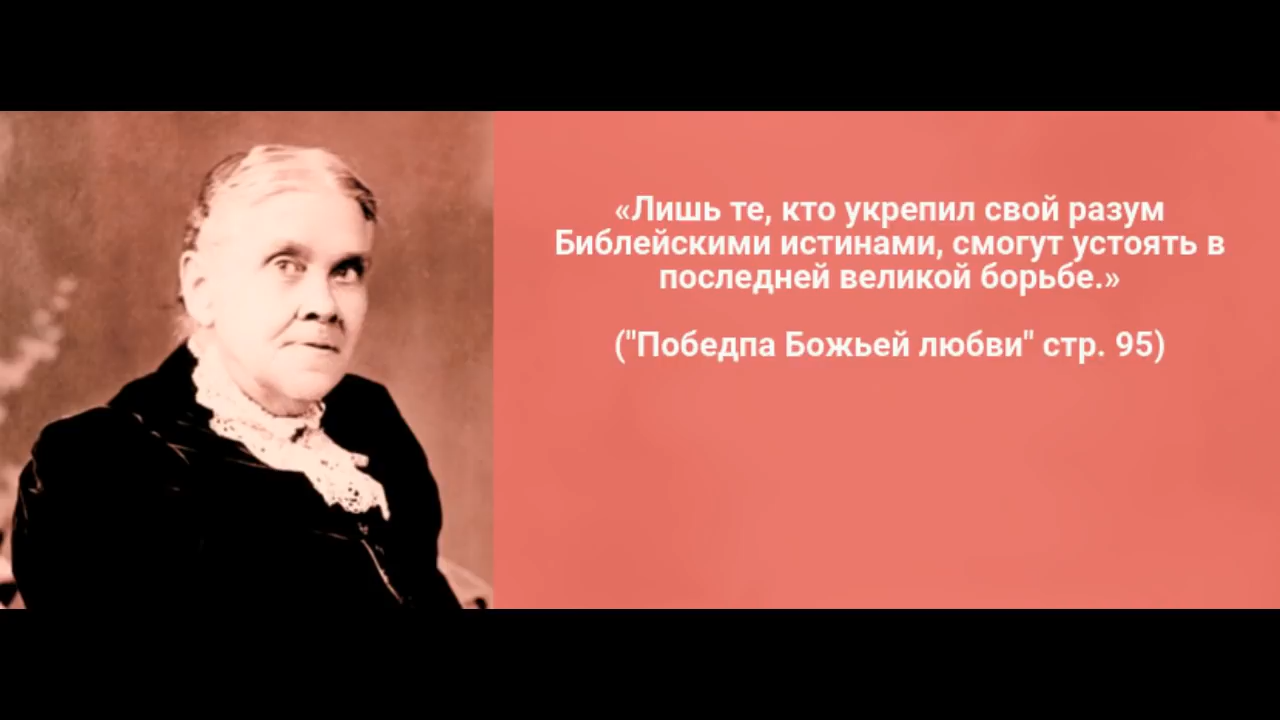 «Лишь те, кто укрепил свой разум
Библейскими истинами, смогут устоять в
последней великой борьбе.»
("Победпа Божьей любви" стр. 95)